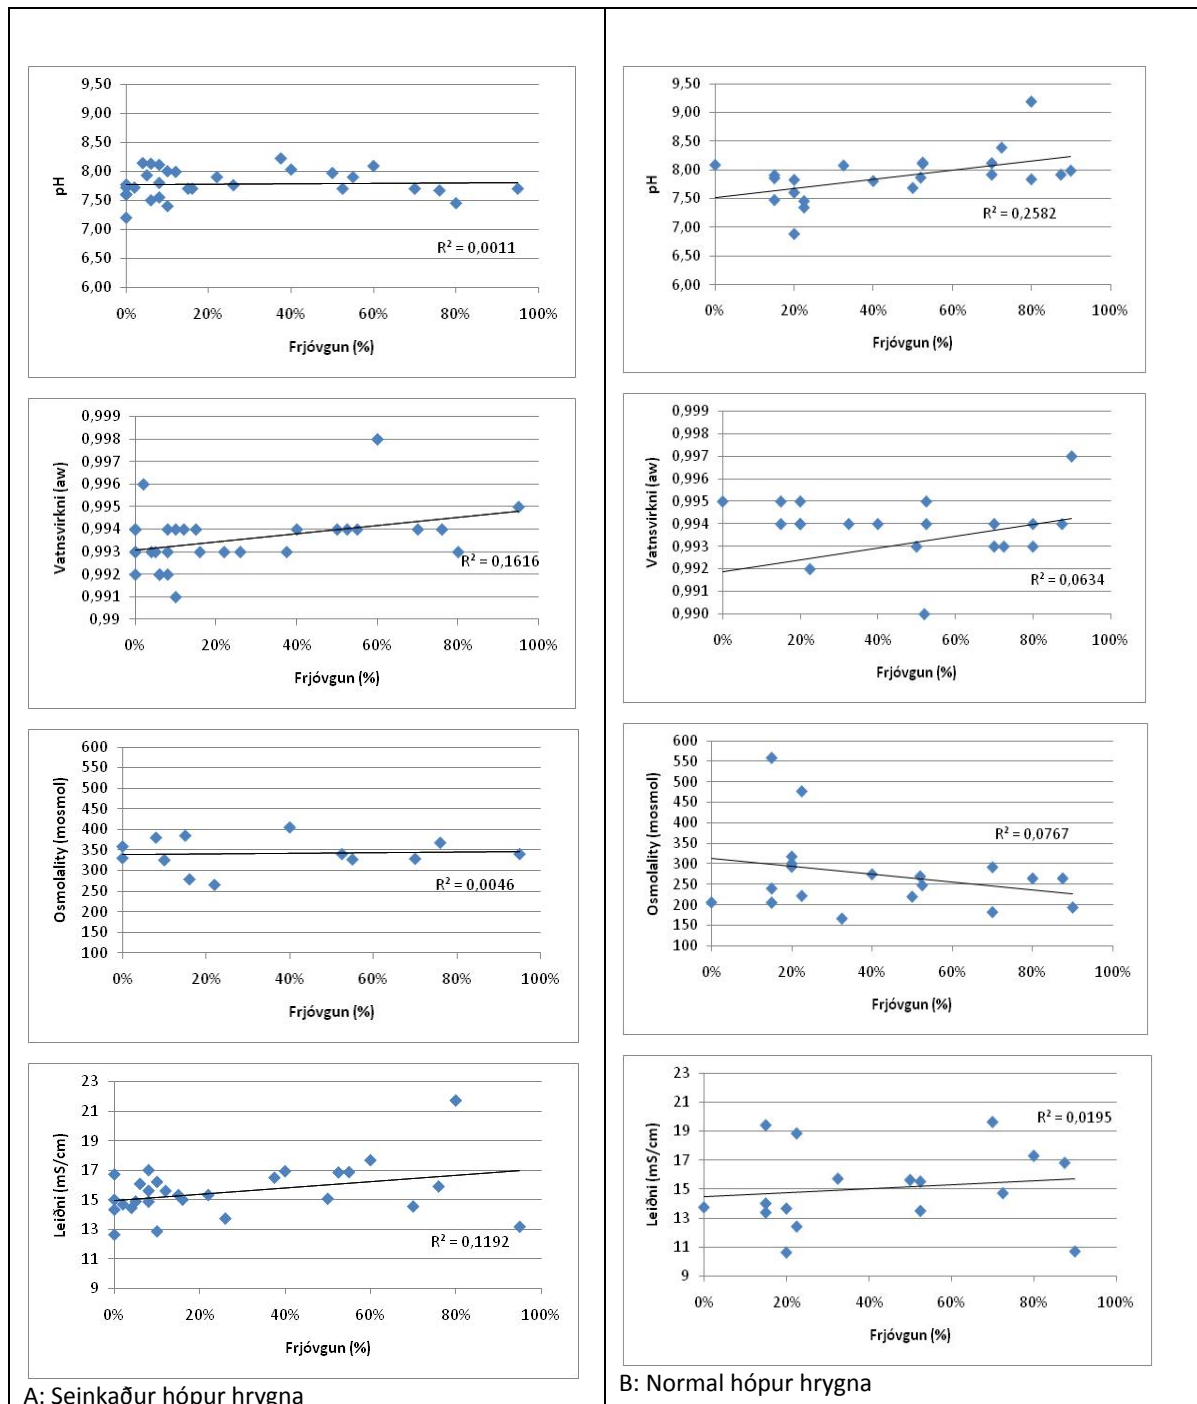 9,50
9,00
8,50
8,00
7,50
7,00
6,50
6,00
pH
R² = 0,0011
0% 20% 40% 60% 80% 100%
Frjóvgun (%)
0,999
0,998
0,997
0,996
0,995
0,994
0,993
0,992
0,991
0,99
Vatnsvirkni (aw)
R² = 0,1616
0% 20% 40% 60% 80% 100%
Frjóvgun (%)
600
550
500
450
400
350
300
250
200
150
100
Osmolality (mosmol)
R² = 0,0046
0% 20% 40% 60% 80% 100%
Frjóvgun (%)
23
21
19
17
15
13
11
9
Leiðni (mS/cm)
R² = 0,1192
0% 20% 40% 60% 80% 100%
Frjóvgun (%)
A: Seinkaður hópur hrygna
9,50
9,00
8,50
8,00
7,50
7,00
6,50
6,00
pH
R² = 0,2582
0% 20% 40% 60% 80% 100%
Frjóvgun (%)
0,999
0,998
0,997
0,996
0,995
0,994
0,993
0,992
0,991
0,990
Vatnsvirkni (aw)
R² = 0,0634
0% 20% 40% 60% 80% 100%
Frjóvgun (%)
600
550
500
450
400
350
300
250
200
150
100
Osmolality (mosmol)
R² = 0,0767
0% 20% 40% 60% 80% 100%
Frjóvgun (%)
23
21
19
17
15
13
11
9
Leiðni (mS/cm)
R² = 0,0195
0% 20% 40% 60% 80% 100%
Frjóvgun (%)
B: Normal hópur hrygna